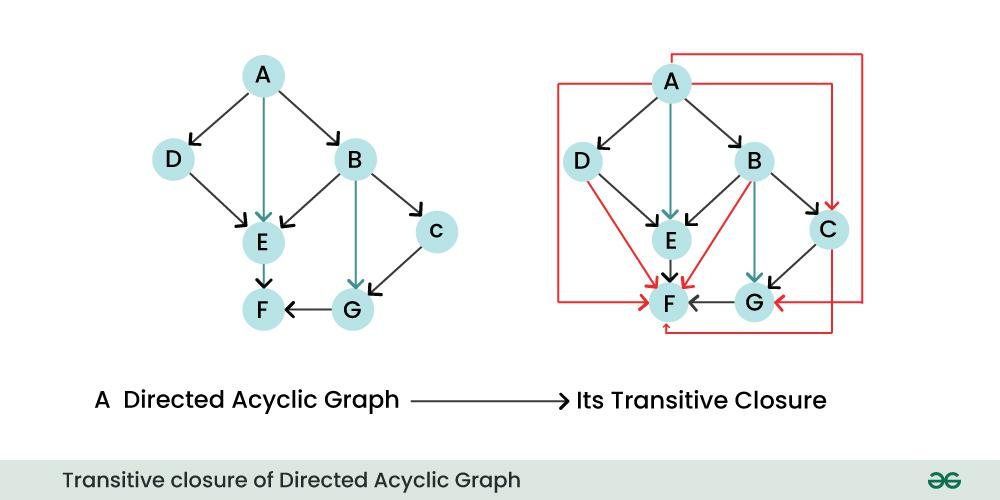 A
D
B
E
c
F
G
A
D
B
E
C
F
G
A Directed Acyclic Graph
Its Transitive Closure
Transitive closure of Directed Acyclic Graph